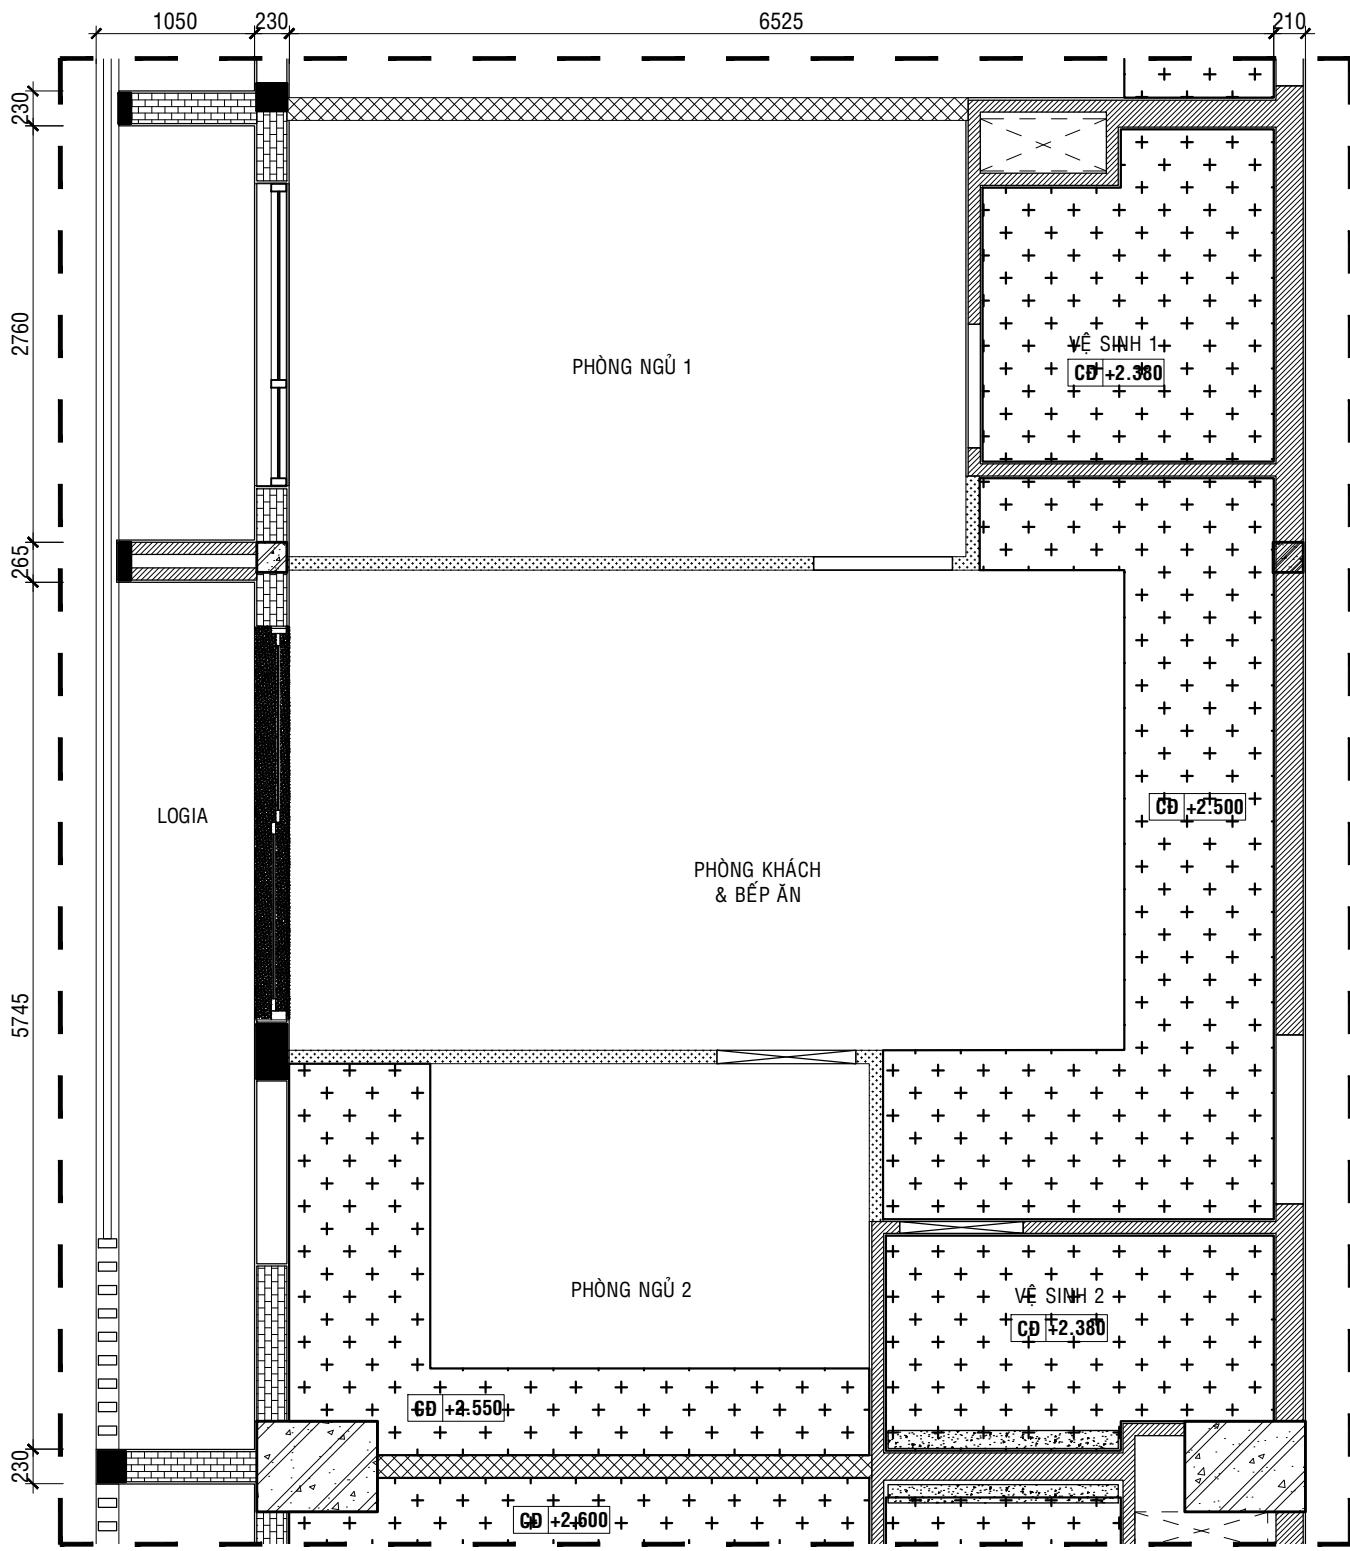 1050
230
6525
210
230
2760
PHÒNG NGỦ 1
VỆ SINH 1
CĐ +2.380
265
LOGIA
CĐ +2.500
PHÒNG KHÁCH
& BẾP ĂN
5745
PHÒNG NGỦ 2
VỆ SINH 2
CĐ +2.380
CĐ +2.550
230
CĐ +2.600